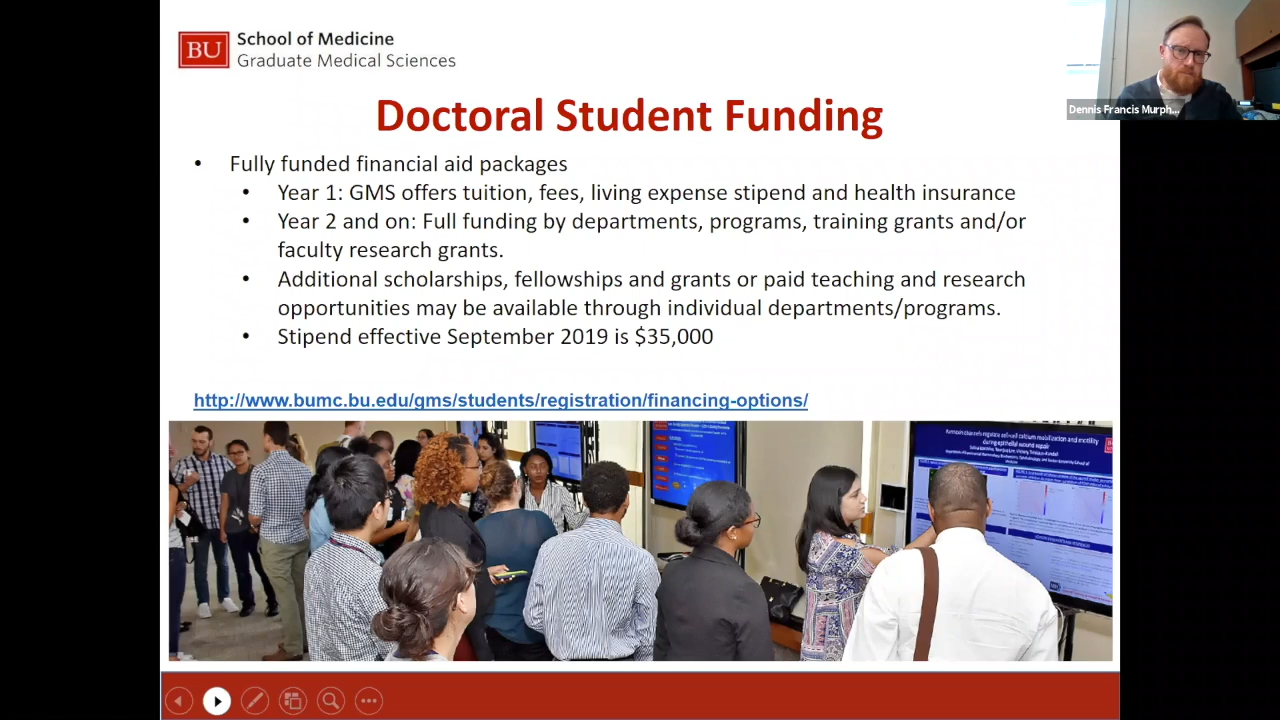 BU
School of Medicine
Graduate Medical Sciences
Dennis Francis Murph...
Doctoral Student Funding
• Fully funded financial aid packages
• Year 1: GMS offers tuition, fees, living expense stipend and health insurance
• Year 2 and on: Full funding by departments, programs, training grants and/or
faculty research grants.
• Additional scholarships, fellowships and grants or paid teaching and research
opportunities may be available through individual departments/programs.
• Stipend effective September 2019 is $35,000
http://www.bumc.bu.edu/gms/students/registration/financing-options/
during epithelial wound repair